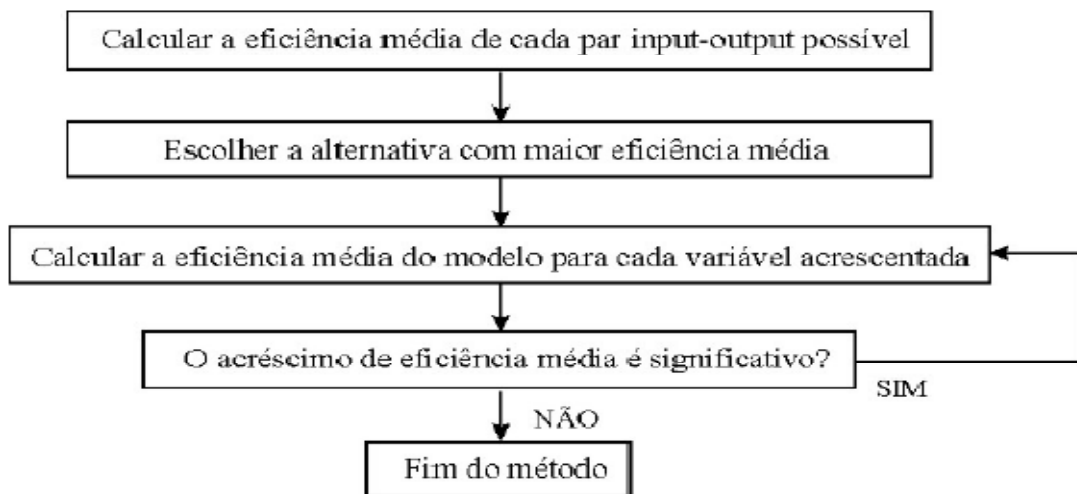 Calcular a eficiência média de cada par input-output possível
Escolher a alternativa com maior eficiência média
Calcular a eficiência média do modelo para cada variável acrescentada
O acréscimo de eficiência média é significativo?
SIM
NÃO
Fim do método